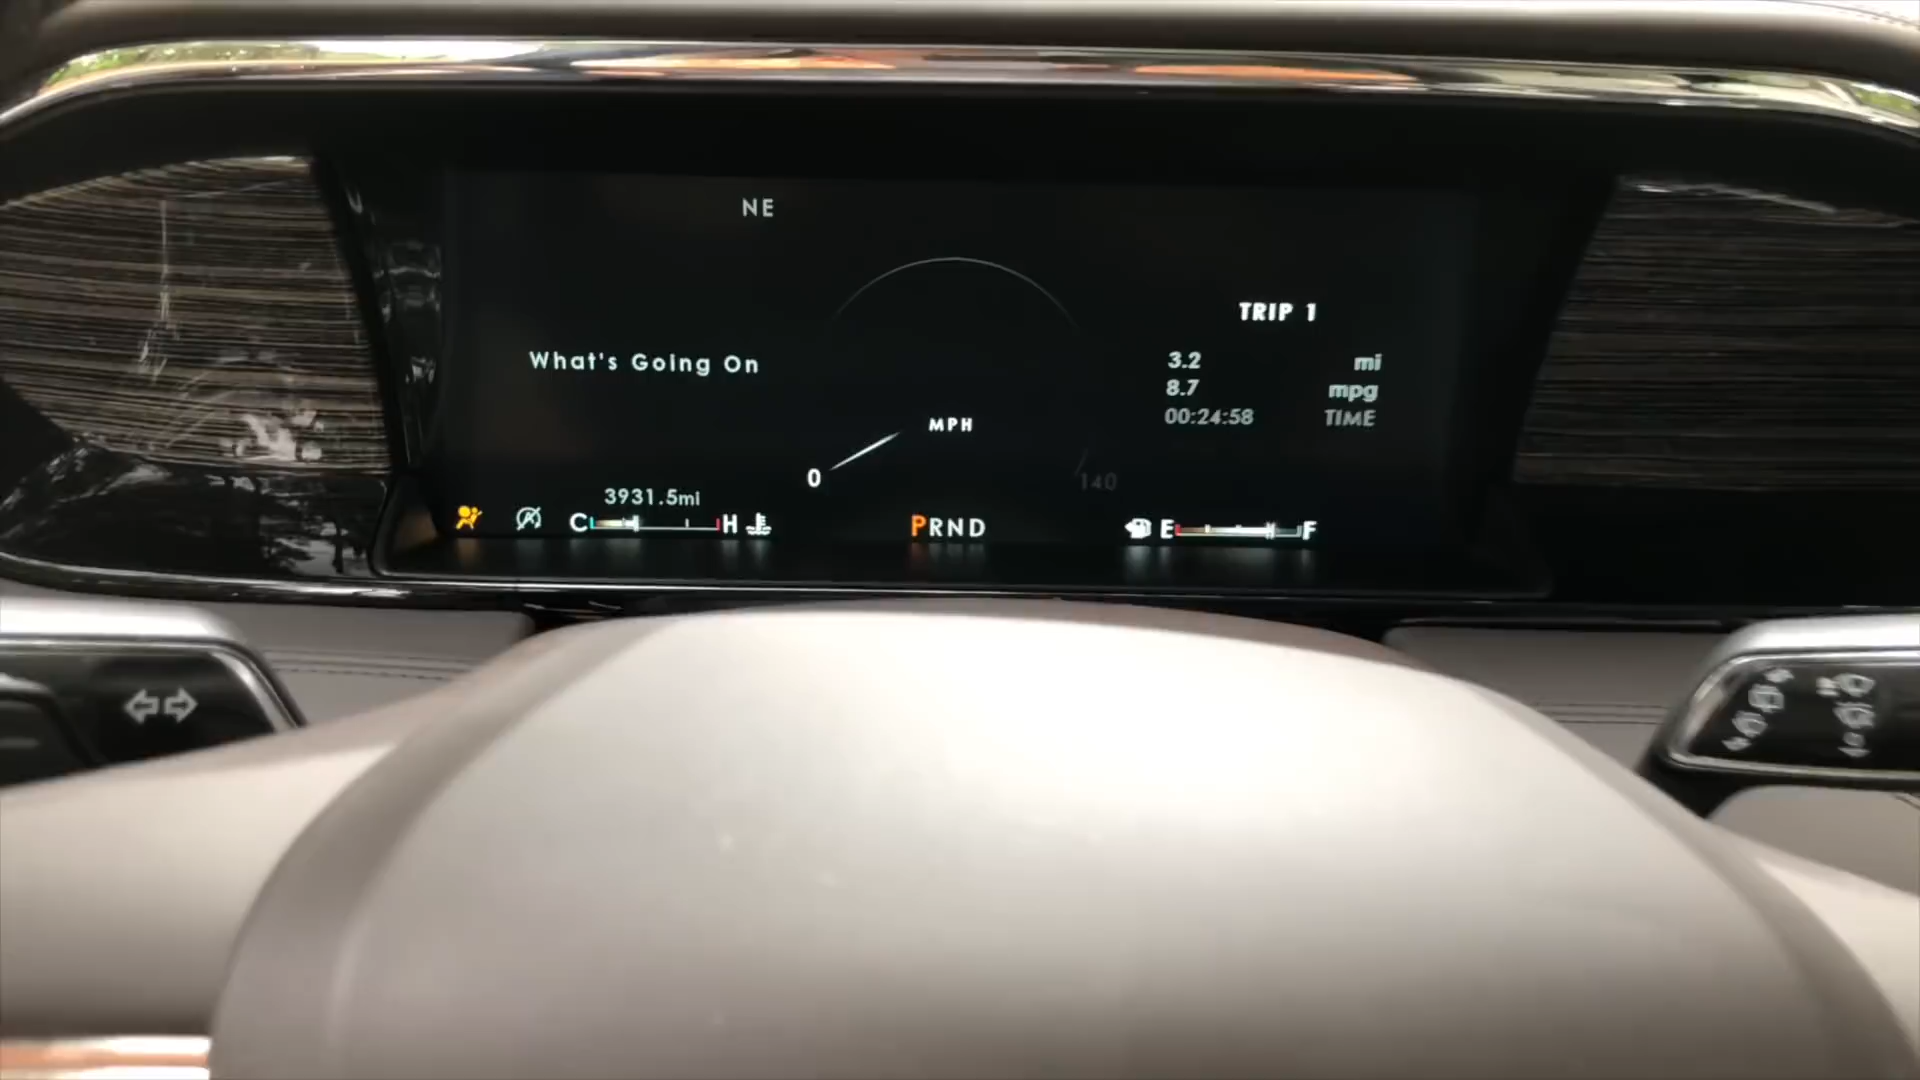 NE
TRIP 1
What's Going On
3.2 mi
8.7 mpg
00:24:58 TIME
MPH
0
140
3931.5mi
C H
PRND
E F